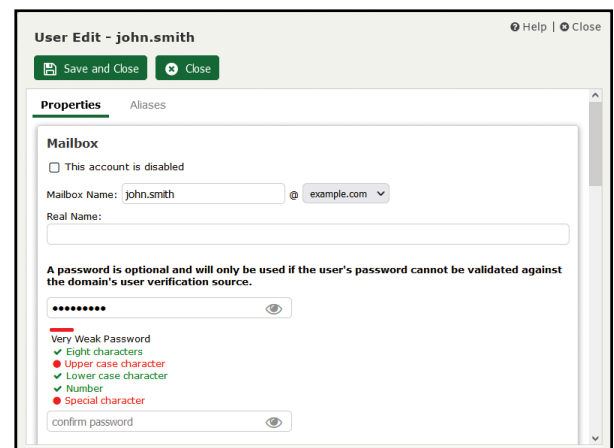 Help | Close
User Edit - john.smith
Save and Close
Close
Properties
Aliases
Mailbox
This account is disabled
Mailbox Name: john.smith @ example.com
Real Name:
A password is optional and will only be used if the user's password cannot be validated against
the domain's user verification source.
•••••••••
Very Weak Password
Eight characters
Upper case character
Lower case character
Number
Special character
confirm password